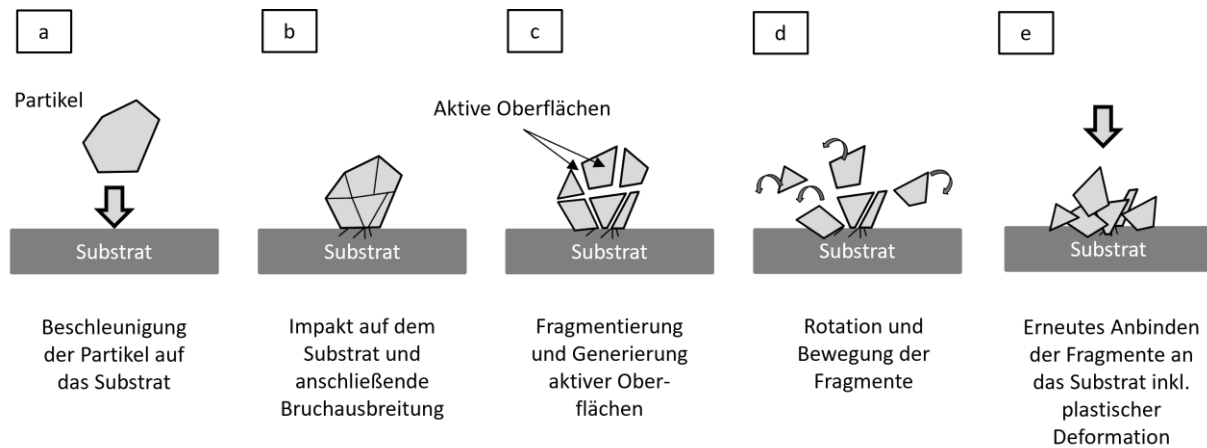 a
b
c
d
e
Partikel
Aktive Oberflächen
Substrat
Substrat
Substrat
Substrat
Substrat
Beschleunigung
der Partikel auf
das Substrat
Impakt auf dem
Substrat und
anschließende
Bruchausbreitung
Fragmentierung
und Generierung
aktiver Ober-
flächen
Rotation und
Bewegung der
Fragmente
Erneutes Anbinden
der Fragmente an
das Substrat inkl.
plastischer
Deformation